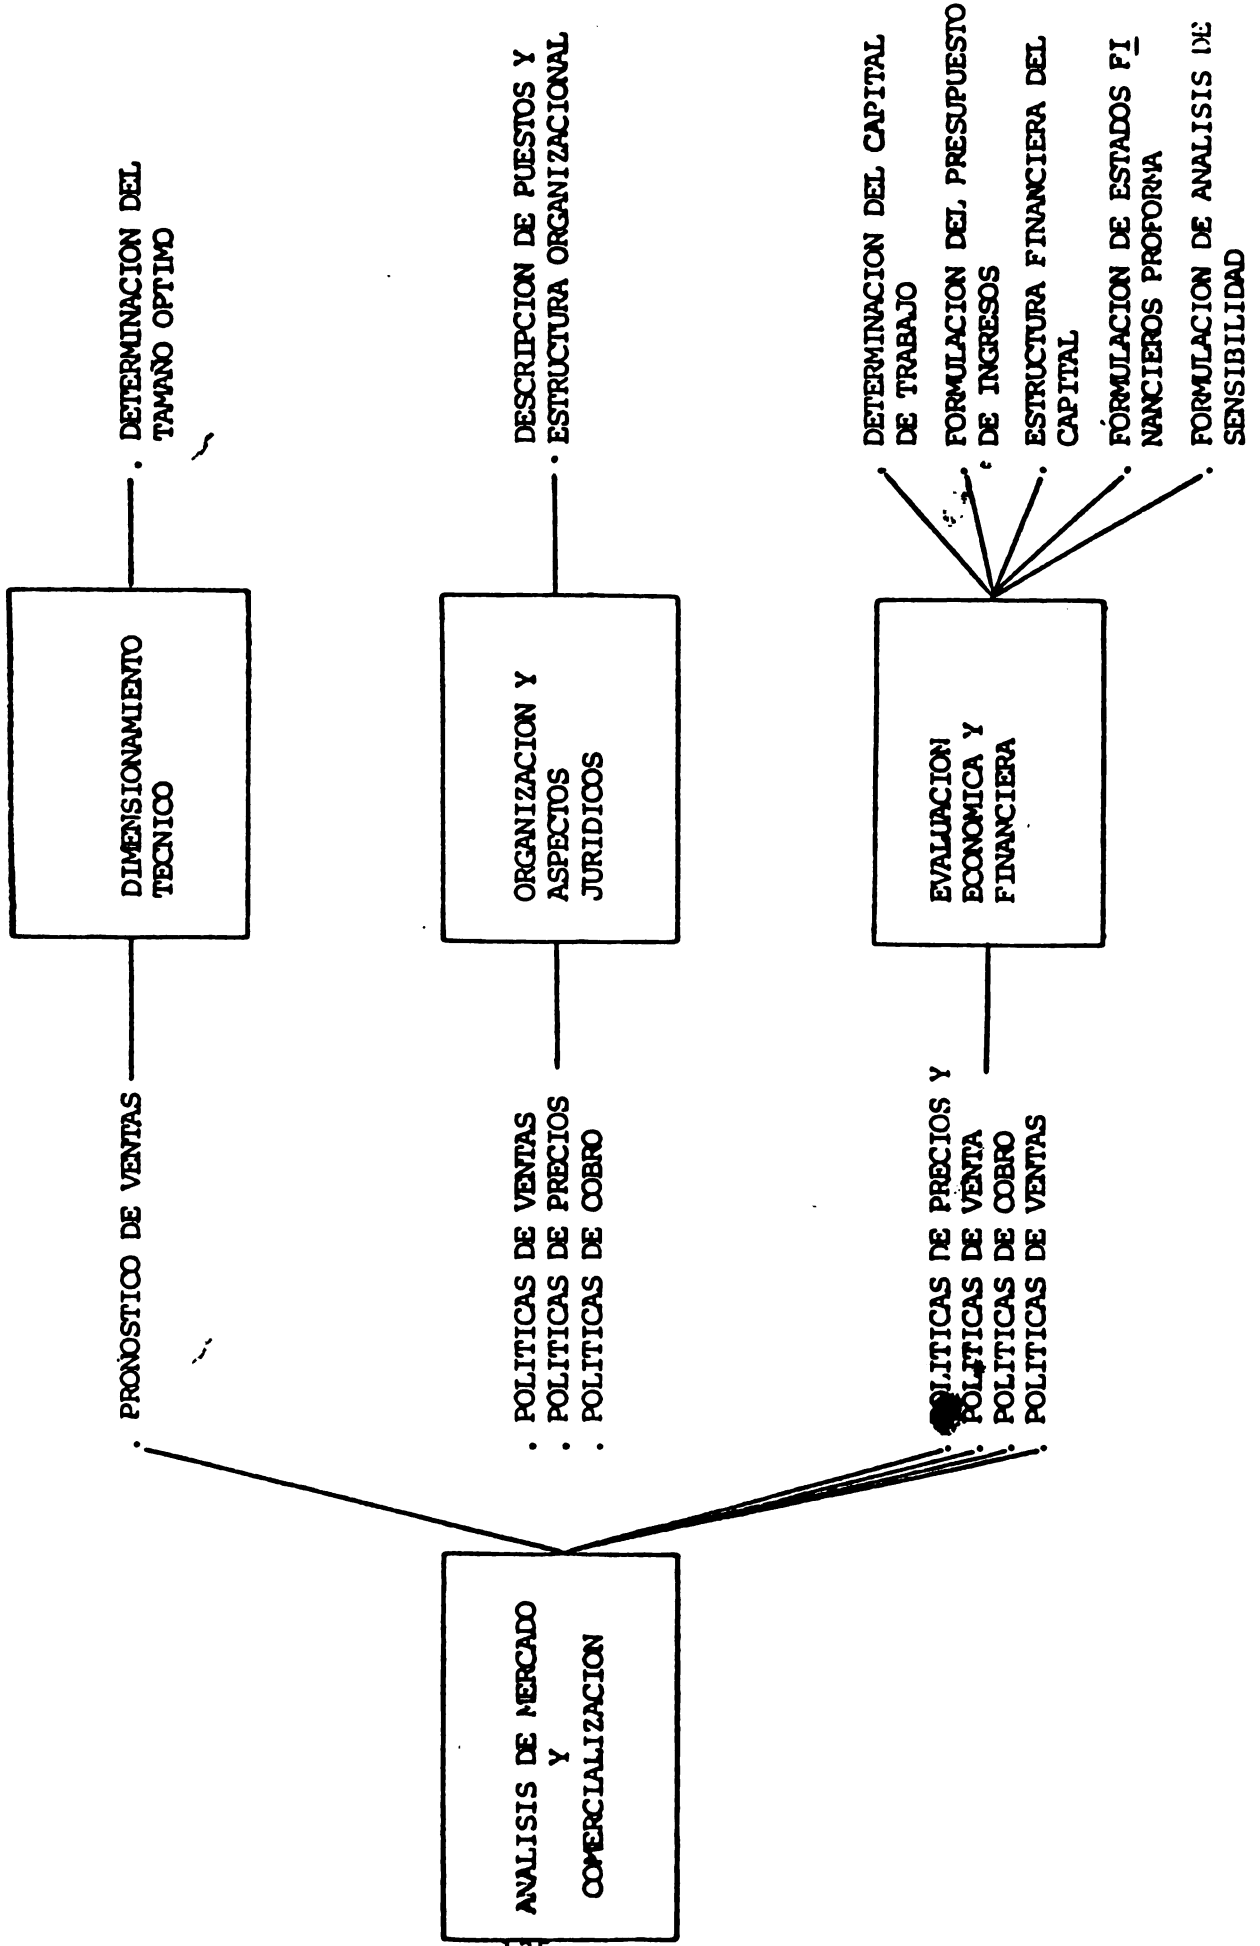 ANALISIS DE MERCADO
Y
COMERCIALIZACION
. PRONOSTICO DE VENTAS
. POLITICAS DE VENTAS
. POLITICAS DE PRECIOS
. POLITICAS DE COBRO
. POLITICAS DE PRECIOS Y
. POLITICAS DE VENTA
. POLITICAS DE COBRO
. POLITICAS DE VENTAS
DIMENSIONAMIENTO
TECNICO
ORGANIZACION Y
ASPECTOS
JURIDICOS
EVALUACION
ECONOMICA Y
FINANCIERA
. DETERMINACION DEL
TAMAÑO OPTIMO
DESCRIPCION DE PUESTOS Y
. ESTRUCTURA ORGANIZACIONAL
. DETERMINACION DEL CAPITAL
DE TRABAJO
. FORMULACION DEL PRESUPUESTO
DE INGRESOS
. ESTRUCTURA FINANCIERA DEL
CAPITAL
. FORMULACION DE ESTADOS FI
NANCIEROS PROFORMA
. FORMULACION DE ANALISIS DE
SENSIBILIDAD